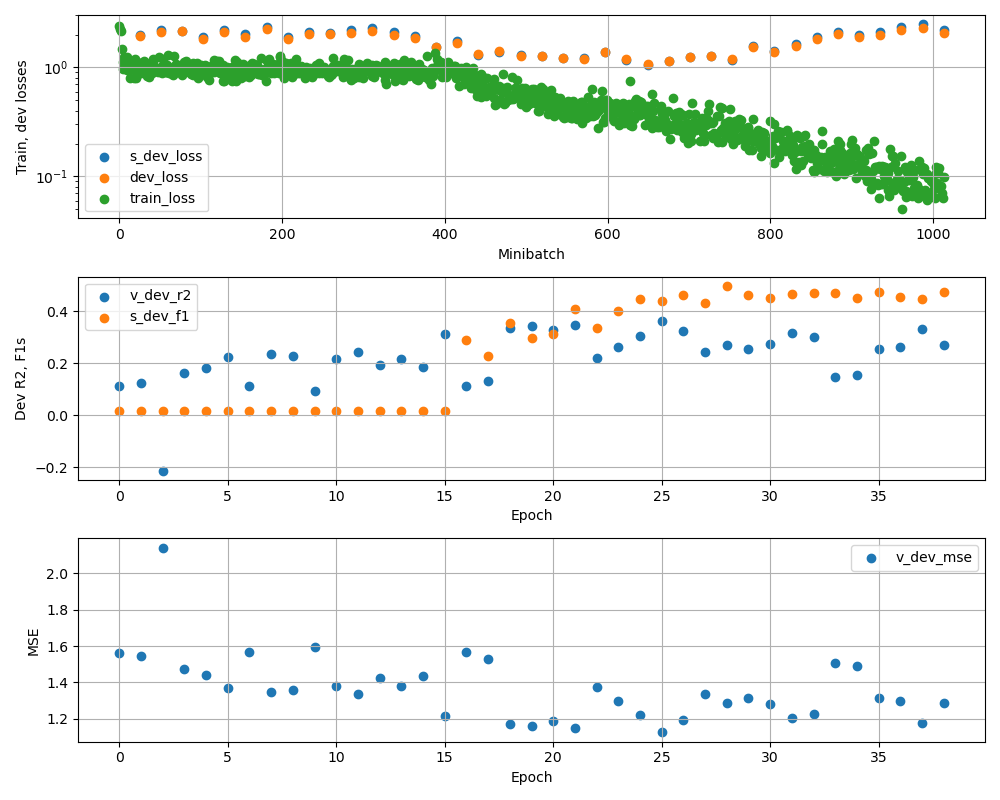 Train, dev losses
10⁰
10⁻¹
s_dev_loss
dev_loss
train_loss
0 200 400 600 800 1000
Minibatch
Dev R2, F1s
0.4
0.2
0.0
−0.2
v_dev_r2
s_dev_f1
0 5 10 15 20 25 30 35
Epoch
MSE
2.0
1.8
1.6
1.4
1.2
v_dev_mse
0 5 10 15 20 25 30 35
Epoch